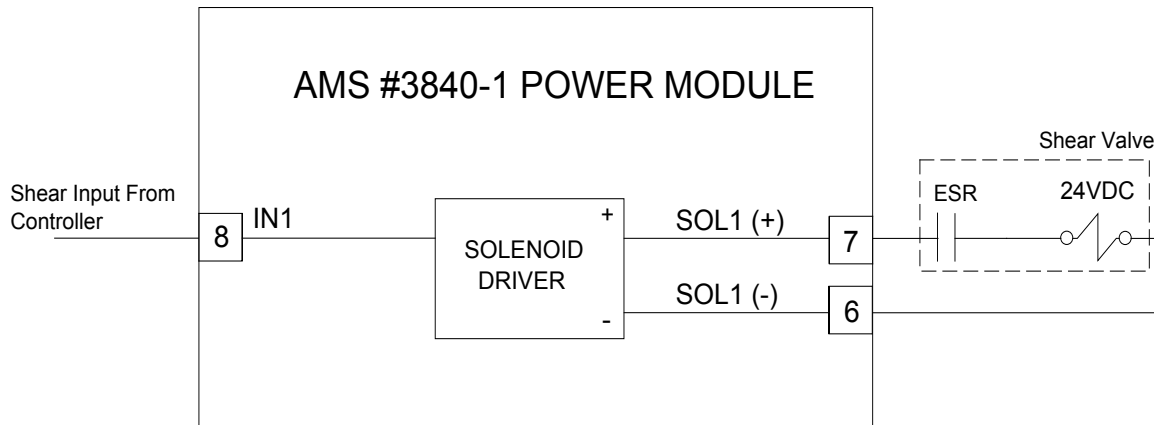 AMS #3840-1 POWER MODULE
Shear Valve
Shear Input From
Controller
8
IN1
SOLENOID
DRIVER
+
-
SOL1 (+)
7
SOL1 (-)
6
ESR
24VDC